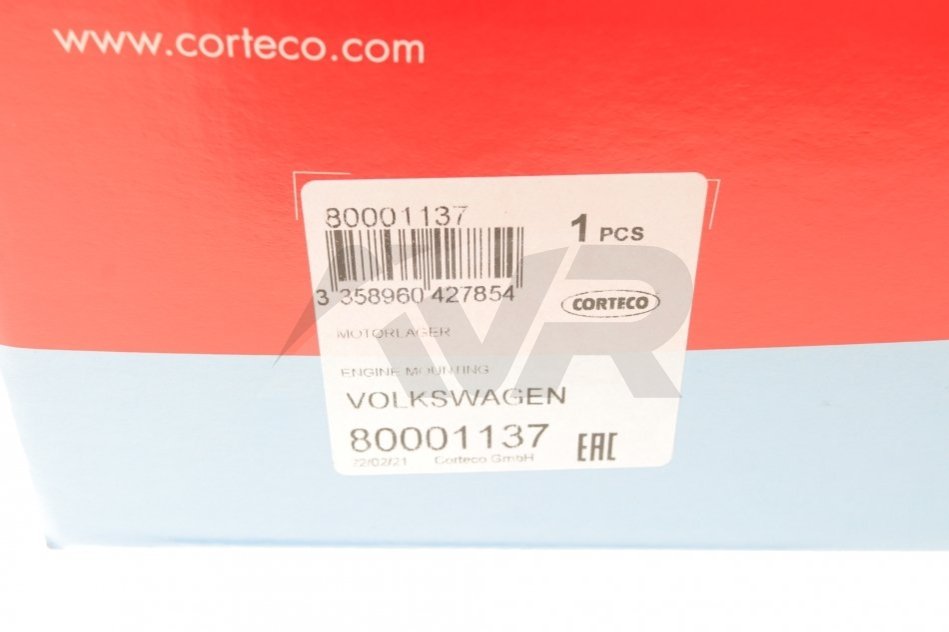 www.corteco.com
80001137
1 PCS
3 358960 427854
CORTECO
MOTORLAGER
ENGINE MOUNTING
VOLKSWAGEN
80001137
EAC
22/02/21 Corteco GmbH
VR